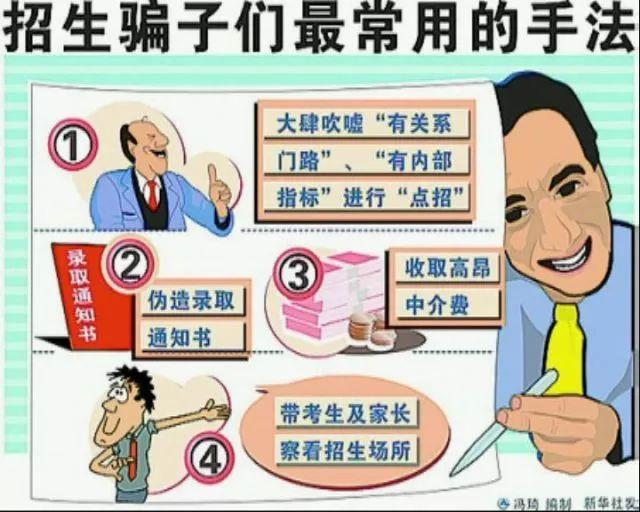 招生骗子们最常用的手法
①
大肆吹嘘“有关系
门路”、“有内部
指标”进行“点招”
录取通知书
②
伪造录取
通知书
③
收取高昂
中介费
④
带考生及家长
察看招生场所
冯琦 编制 新华社发